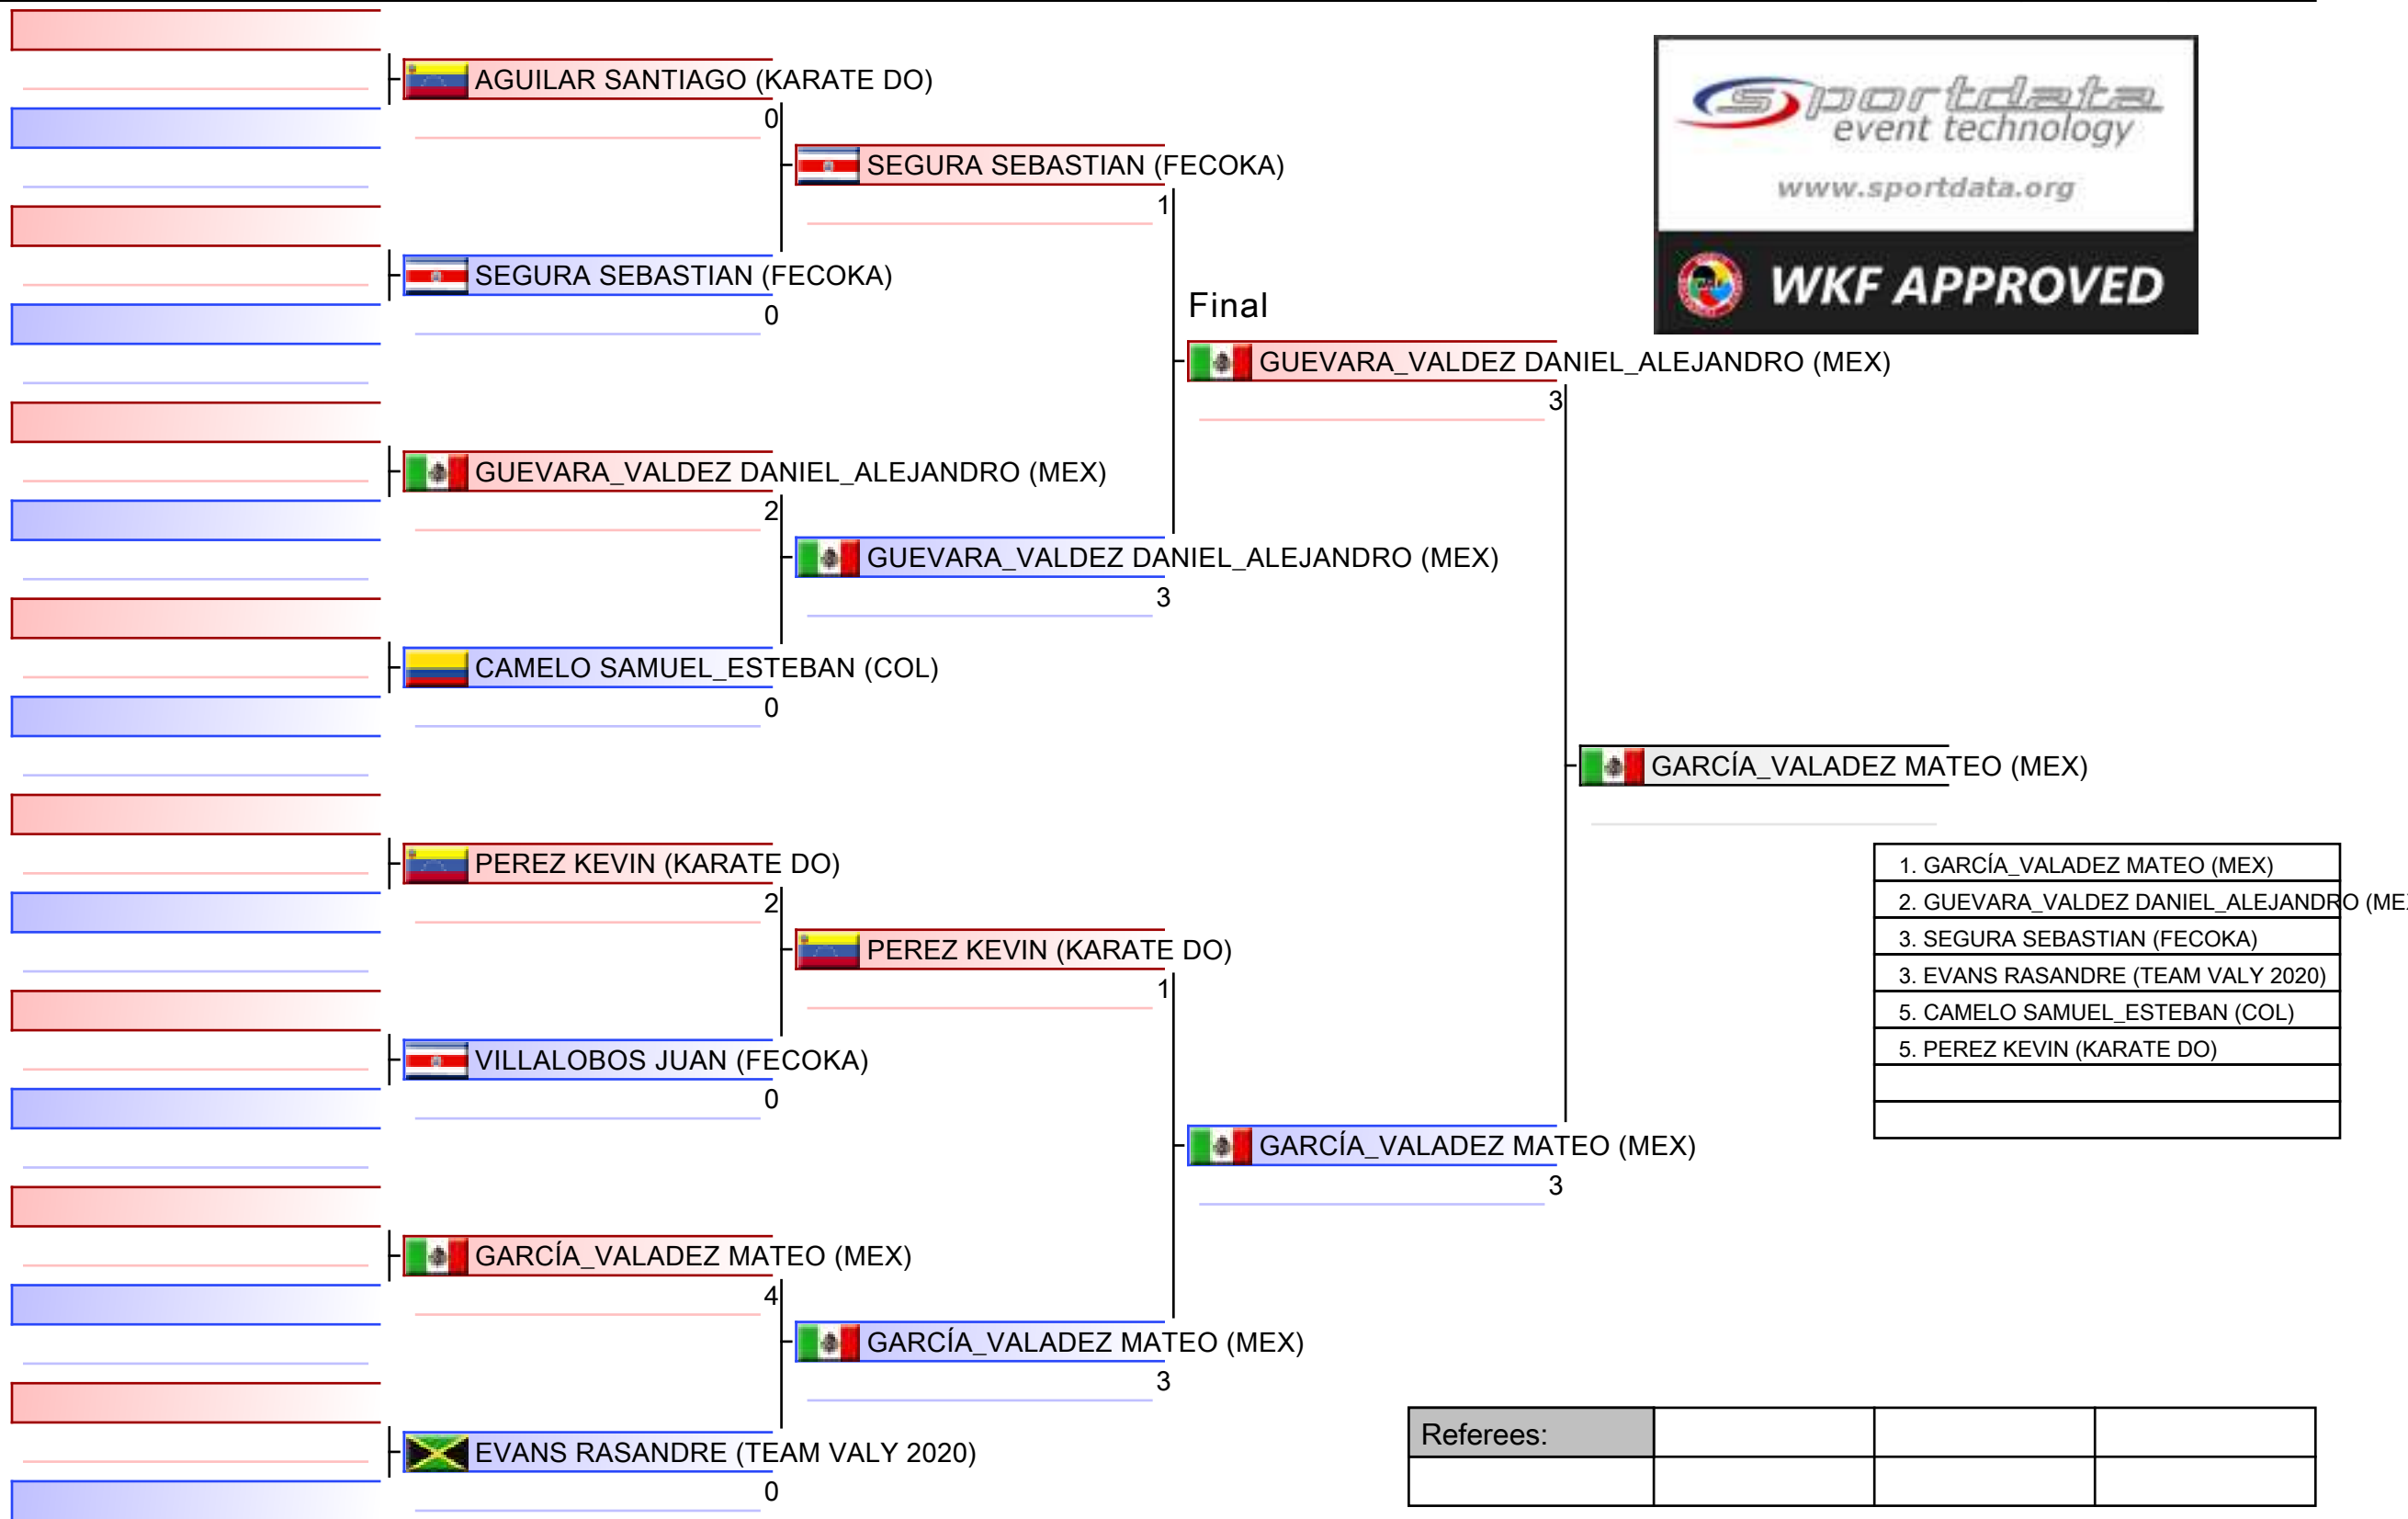 AGUILAR SANTIAGO (KARATE DO)
0
SEGURA SEBASTIAN (FECOKA)
1
SEGURA SEBASTIAN (FECOKA)
0
GUEVARA_VALDEZ DANIEL_ALEJANDRO (MEX)
2
GUEVARA_VALDEZ DANIEL_ALEJANDRO (MEX)
3
CAMELO SAMUEL_ESTEBAN (COL)
0
PEREZ KEVIN (KARATE DO)
2
PEREZ KEVIN (KARATE DO)
1
VILLALOBOS JUAN (FECOKA)
0
GARCÍA_VALADEZ MATEO (MEX)
4
GARCÍA_VALADEZ MATEO (MEX)
3
EVANS RASANDRE (TEAM VALY 2020)
0
Final
GUEVARA_VALDEZ DANIEL_ALEJANDRO (MEX)
3
GARCÍA_VALADEZ MATEO (MEX)
3
GARCÍA_VALADEZ MATEO (MEX)
sportdata
event technology
www.sportdata.org
WKF APPROVED
1. GARCÍA_VALADEZ MATEO (MEX)
2. GUEVARA_VALDEZ DANIEL_ALEJANDRO (ME
3. SEGURA SEBASTIAN (FECOKA)
3. EVANS RASANDRE (TEAM VALY 2020)
5. CAMELO SAMUEL_ESTEBAN (COL)
5. PEREZ KEVIN (KARATE DO)
Referees: